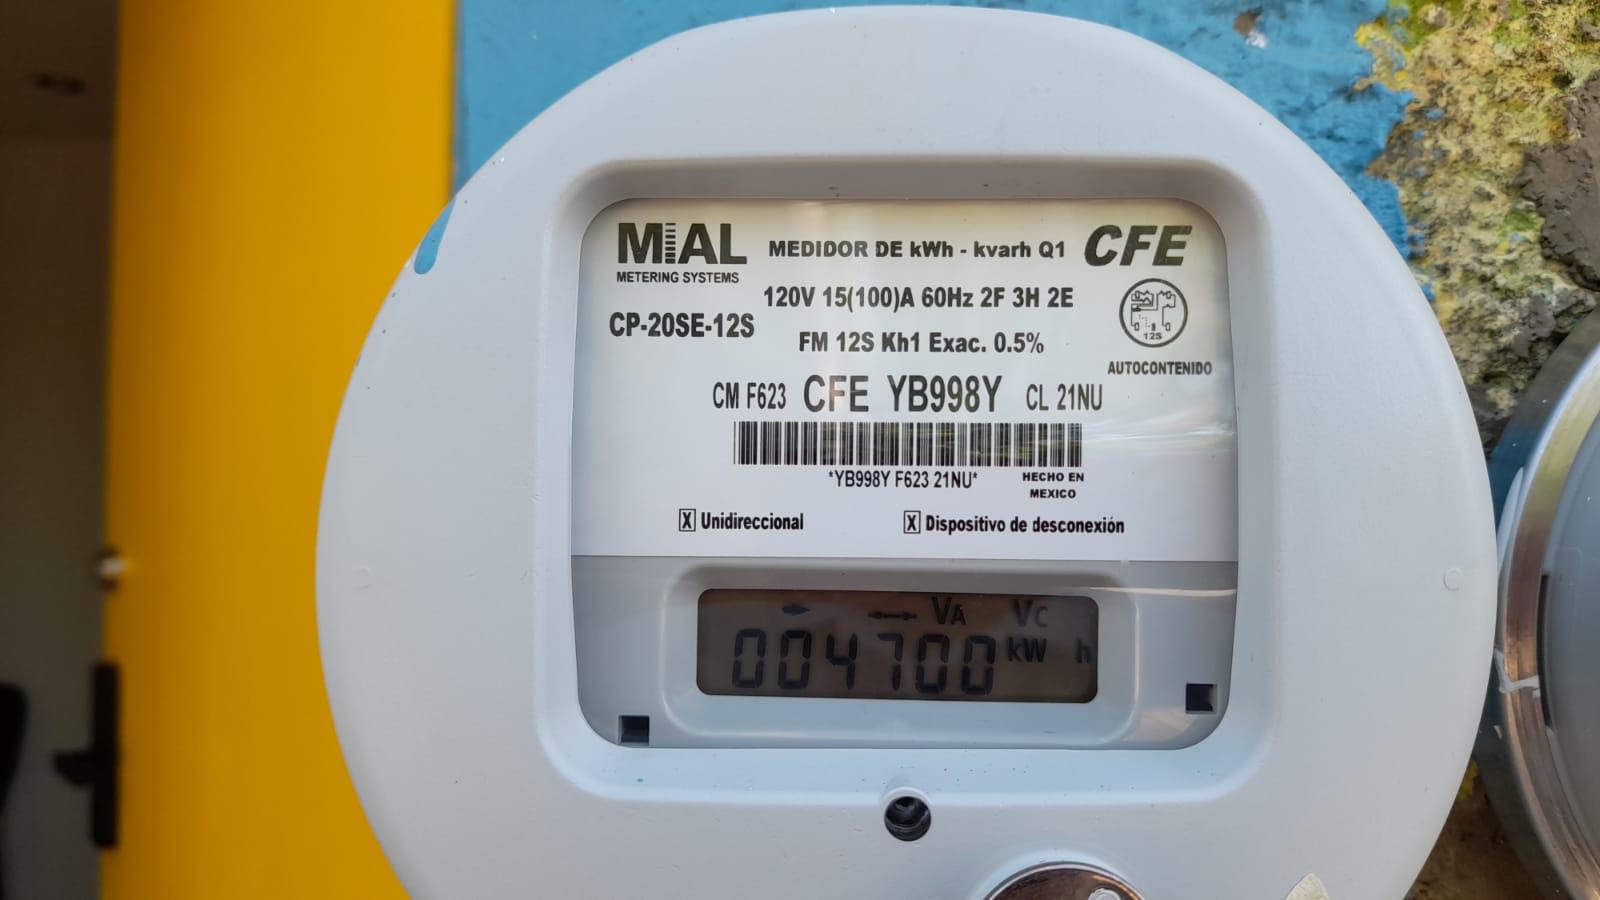 MIAL
METERING SYSTEMS
MEDIDOR DE kWh - kvarh Q1
CFE
120V 15(100)A 60Hz 2F 3H 2E
CP-20SE-12S
FM 12S Kh1 Exac. 0.5%
12S
AUTOCONTENIDO
CM F623 CFE YB998Y CL 21NU
*YB998Y F623 21NU*
HECHO EN
MEXICO
X Unidireccional
X Dispositivo de desconexión
VA VC
004700 kW h